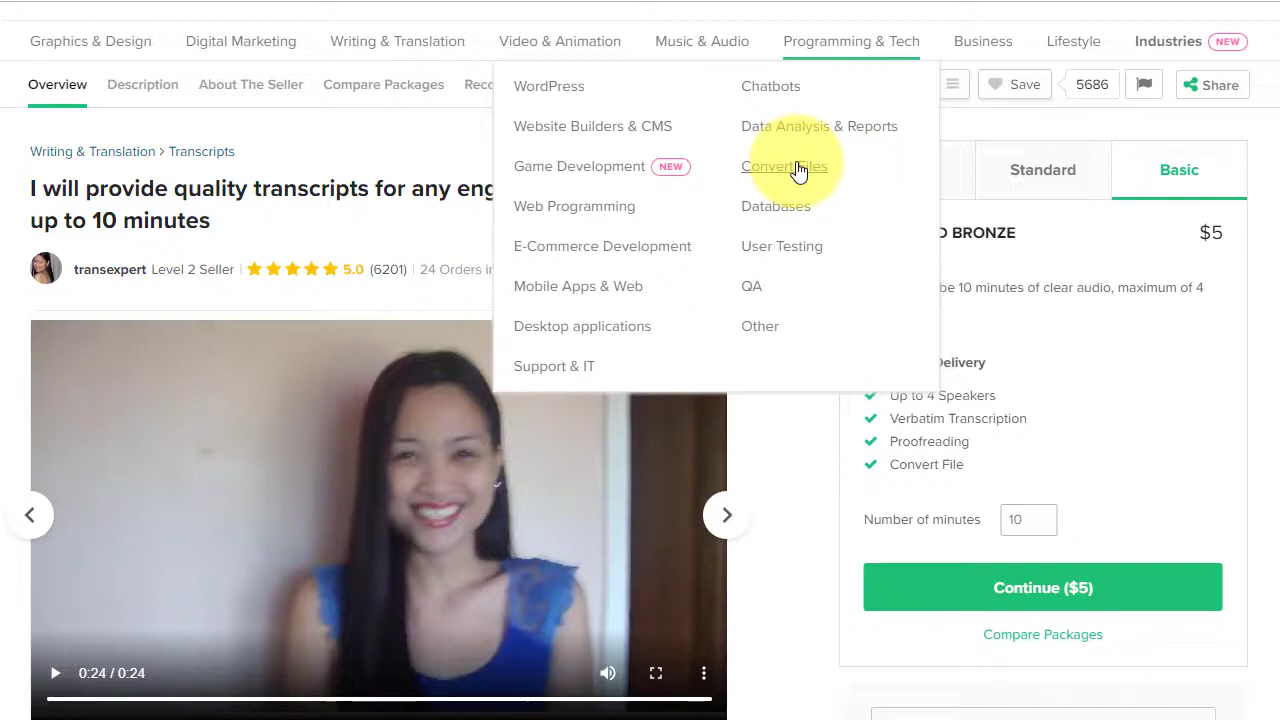 Graphics & Design Digital Marketing Writing & Translation Video & Animation Music & Audio Programming & Tech Business Lifestyle Industries NEW
Overview Description About The Seller Compare Packages Save 5686 Share
WordPress
Website Builders & CMS
Game Development NEW
Web Programming
E-Commerce Development
Mobile Apps & Web
Desktop applications
Support & IT
Chatbots
Data Analysis & Reports
Convert Files
Databases
User Testing
QA
Other
Writing & Translation > Transcripts
I will provide quality transcripts for any
up to 10 minutes
transexpert Level 2 Seller 5.0 (6201) 24 Orders
0:24 / 0:24
Standard Basic
BRONZE $5
be 10 minutes of clear audio, maximum of 4
Delivery
Up to 4 Speakers
Verbatim Transcription
Proofreading
Convert File
Number of minutes 10
Continue ($5)
Compare Packages